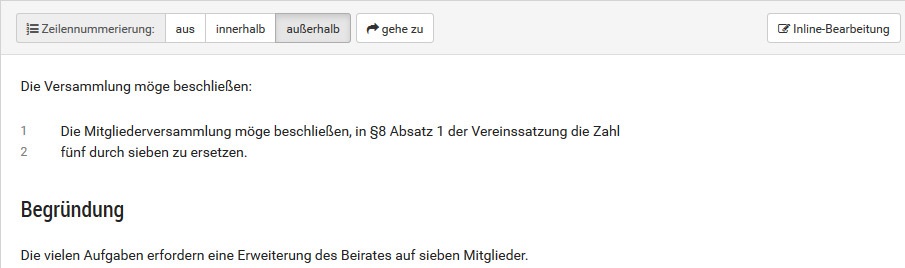 Zeilennummerierung: aus innerhalb außerhalb gehe zu Inline-Bearbeitung
Die Versammlung möge beschließen:
1 Die Mitgliederversammlung möge beschließen, in §8 Absatz 1 der Vereinssatzung die Zahl
2 fünf durch sieben zu ersetzen.
Begründung
Die vielen Aufgaben erfordern eine Erweiterung des Beirates auf sieben Mitglieder.